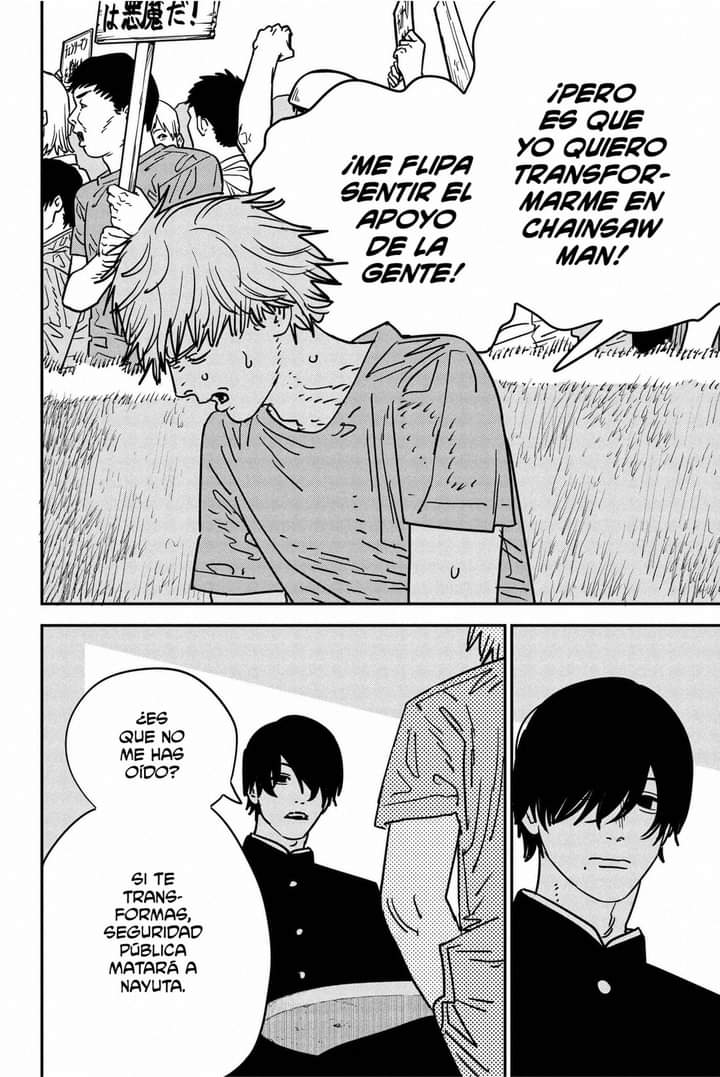 は悪魔だ!
¡PERO
ES QUE
YO QUIERO
TRANSFOR-
MARME EN
CHAINSAW
MAN!
¡ME FLIPA
SENTIR EL
APOYO
DE LA
GENTE!
¿ES
QUE NO
ME HAS
OÍDO?
SI TE
TRANS-
FORMAS,
SEGURIDAD
PÚBLICA
MATARÁ A
NAYUTA.